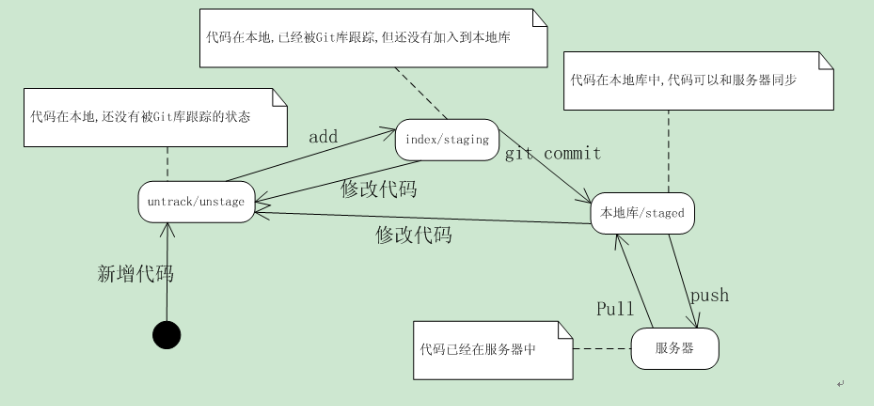 代码在本地,已经被Git库跟踪,但还没有加入到本地库
代码在本地库中,代码可以和服务器同步
代码在本地,还没有被Git库跟踪的状态
add
index/staging
git commit
修改代码
untrack/unstage
本地库/staged
修改代码
新增代码
Pull
push
代码已经在服务器中
服务器